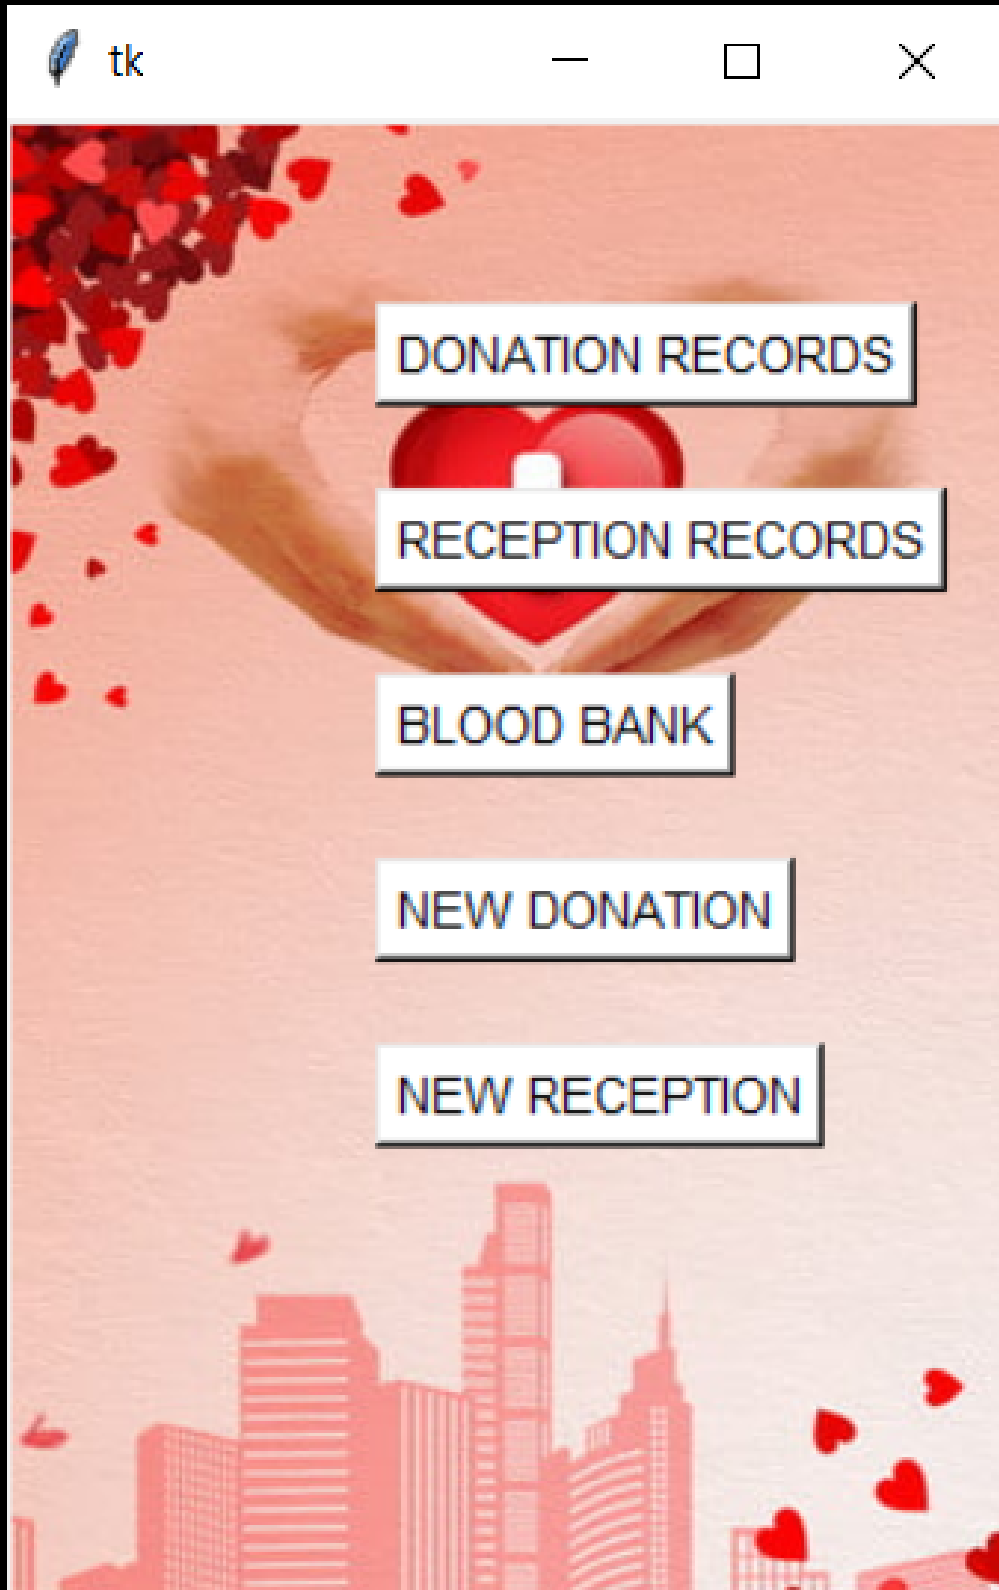 tk
DONATION RECORDS
RECEPTION RECORDS
BLOOD BANK
NEW DONATION
NEW RECEPTION